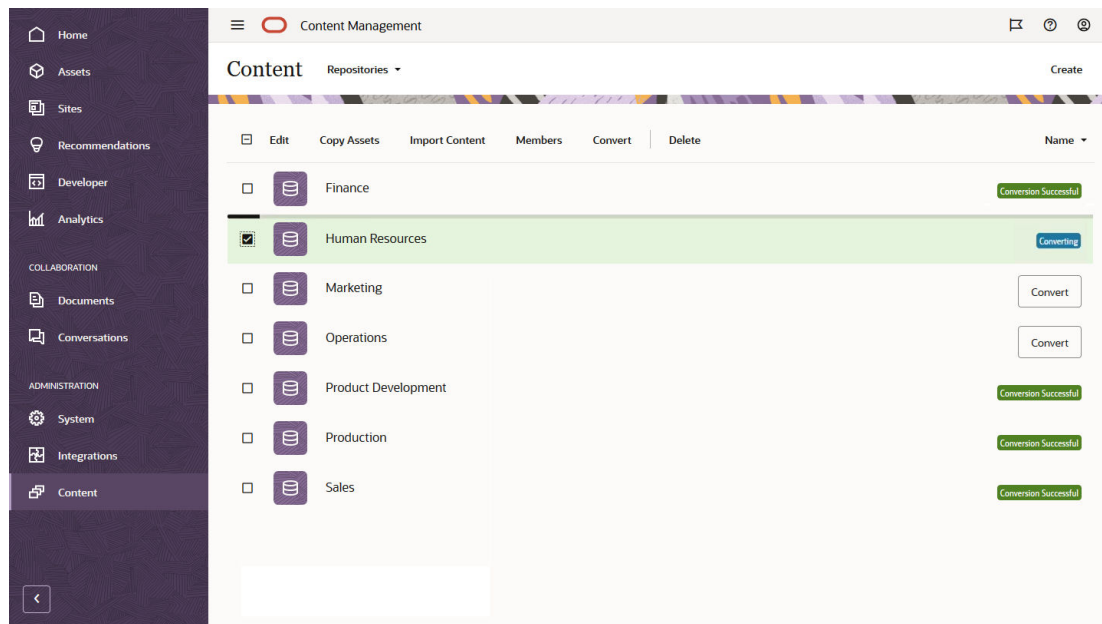 Home
Assets
Sites
Recommendations
Developer
Analytics
COLLABORATION
Documents
Conversations
ADMINISTRATION
System
Integrations
Content
Content Management
Content Repositories Create
Edit Copy Assets Import Content Members Convert Delete Name
Finance Conversion Successful
Human Resources Converting
Marketing Convert
Operations Convert
Product Development Conversion Successful
Production Conversion Successful
Sales Conversion Successful